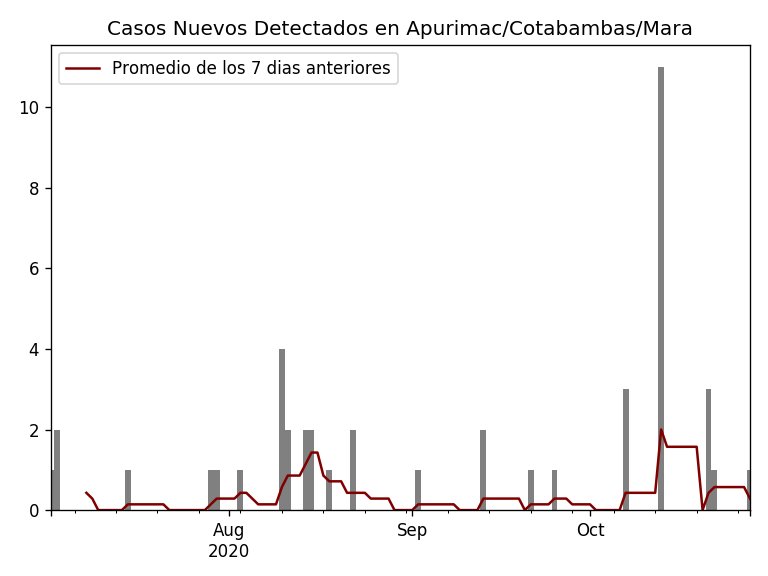 Casos Nuevos Detectados en Apurimac/Cotabambas/Mara
Promedio de los 7 dias anteriores
10
8
6
4
2
0
Aug
2020
Sep
Oct